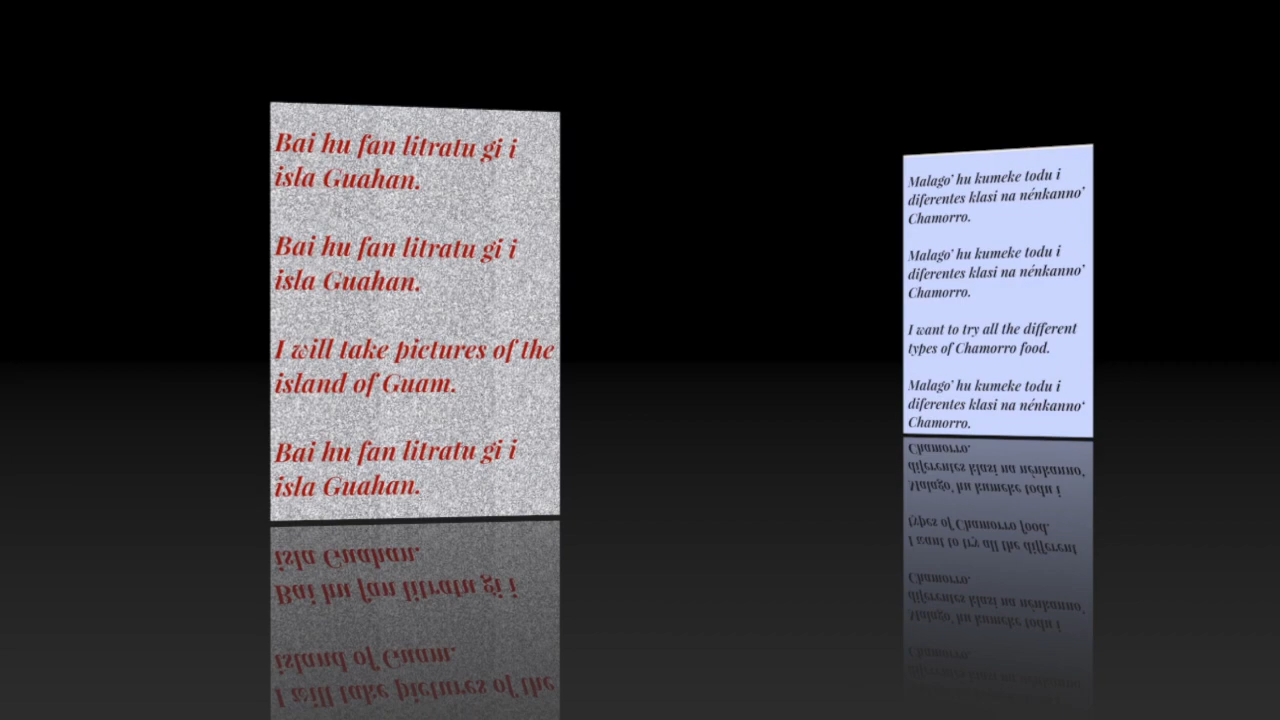 Bai hu fan litratu gi i
isla Guahan.
Bai hu fan litratu gi i
isla Guahan.
I will take pictures of the
island of Guam.
Bai hu fan litratu gi i
isla Guahan.
Malago’ hu kumeke todu i
diferentes klasi na nénkanno’
Chamorro.
Malago’ hu kumeke todu i
diferentes klasi na nénkanno’
Chamorro.
I want to try all the different
types of Chamorro food.
Malago’ hu kumeke todu i
diferentes klasi na nénkanno‘
Chamorro.